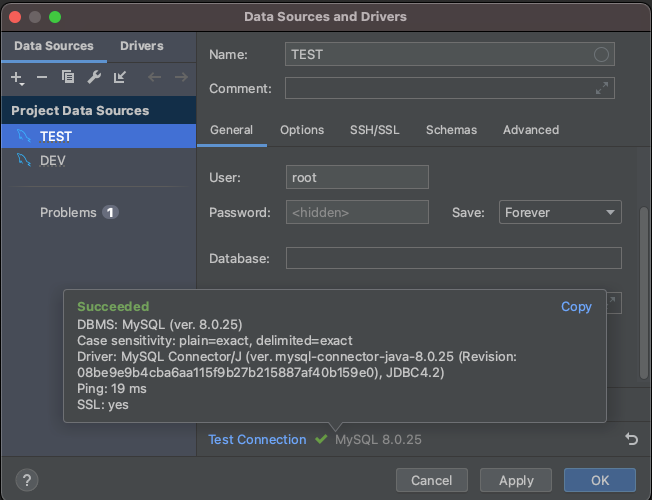 Data Sources and Drivers
Data Sources Drivers
Project Data Sources
TEST
DEV
Problems 1
Name: TEST
Comment:
General Options SSH/SSL Schemas Advanced
User: root
Password: <hidden> Save: Forever
Database:
Succeeded Copy
DBMS: MySQL (ver. 8.0.25)
Case sensitivity: plain=exact, delimited=exact
Driver: MySQL Connector/J (ver. mysql-connector-java-8.0.25 (Revision:
08be9e9b4cba6aa115f9b27b215887af40b159e0), JDBC4.2)
Ping: 19 ms
SSL: yes
Test Connection MySQL 8.0.25
? Cancel Apply OK